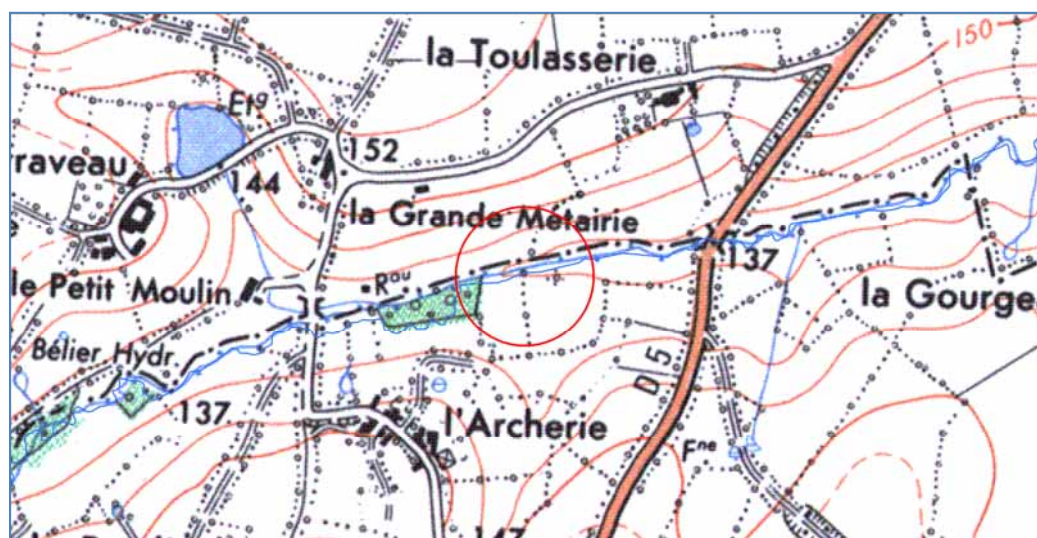 la Toulasserie
150
Etg
152
raveau
144
la Grande Métairie
137
le Petit Moulin
Rau
la Gourge
Bélier Hydr.
D 5
137
l'Archerie
Fne
147